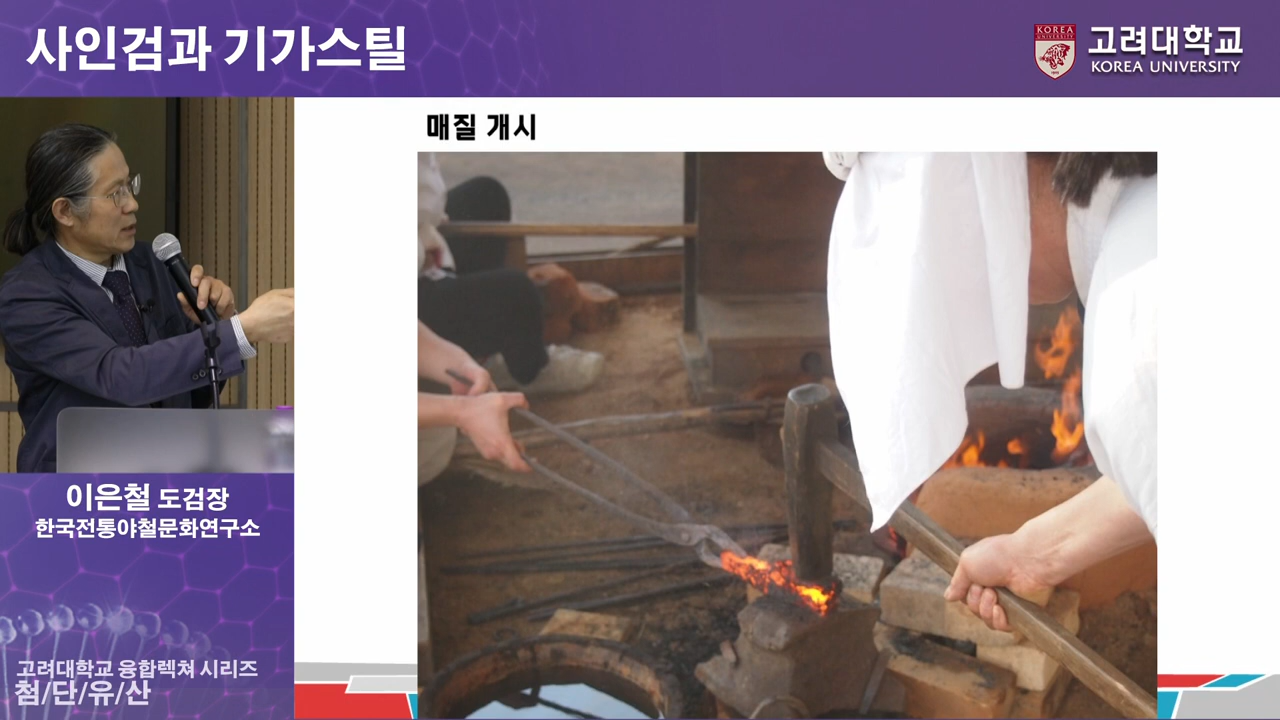 사인검과 기가스틸
KOREA
UNIVERSITY
고려대학교
KOREA UNIVERSITY
매질 개시
이은철 도검장
한국전통야철문화연구소
고려대학교 융합렉쳐 시리즈
첨/단/유/산